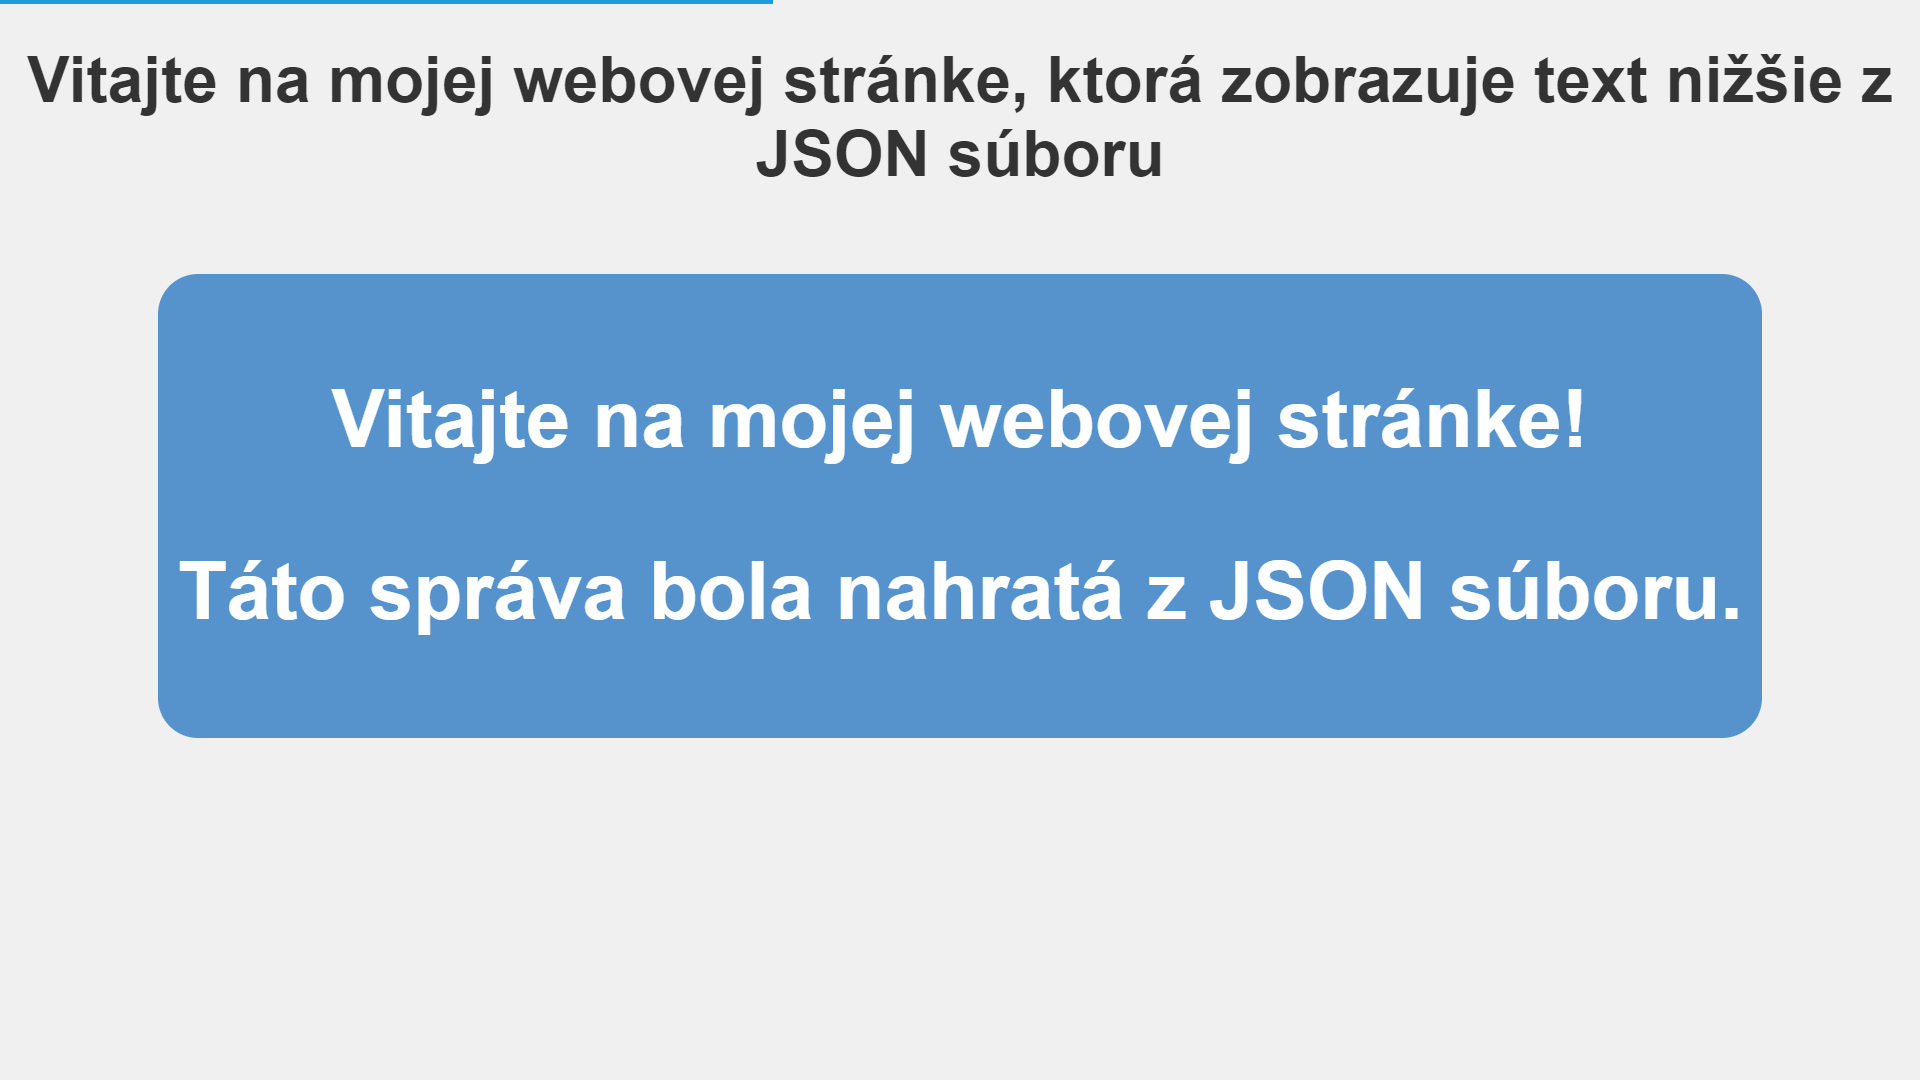 Vitajte na mojej webovej stránke, ktorá zobrazuje text nižšie z
JSON súboru
Vitajte na mojej webovej stránke!
Táto správa bola nahratá z JSON súboru.